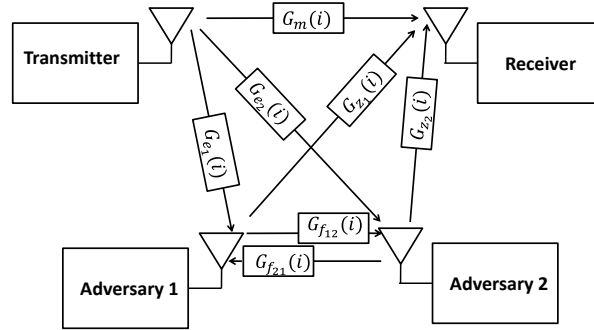 G_m(i)
Transmitter
Receiver
G_{e_1}(i)
G_{e_2}(i)
G_{z_1}(i)
G_{z_2}(i)
G_{f_{12}}(i)
G_{f_{21}}(i)
Adversary 1
Adversary 2